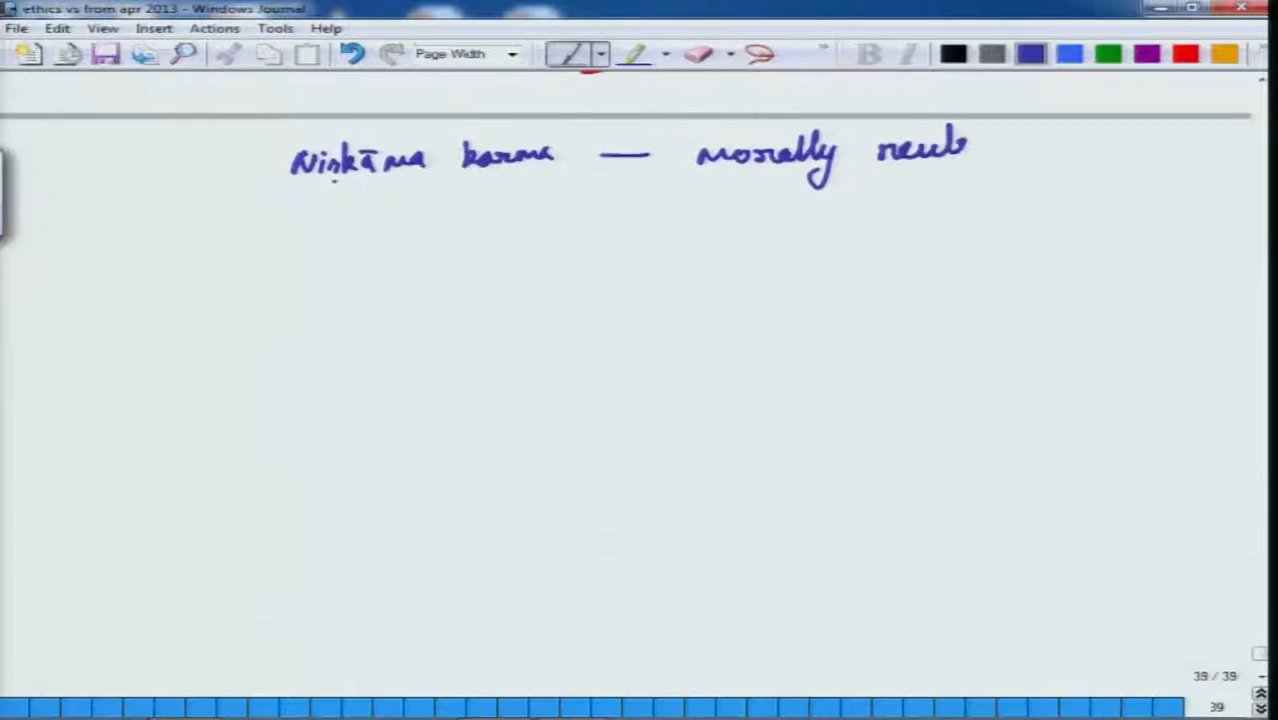 ethics vs from apr 2013 - Windows Journal
File Edit View Insert Actions Tools Help
Page Width B I
Niṣkāma karma — morally neut
39 / 39
39